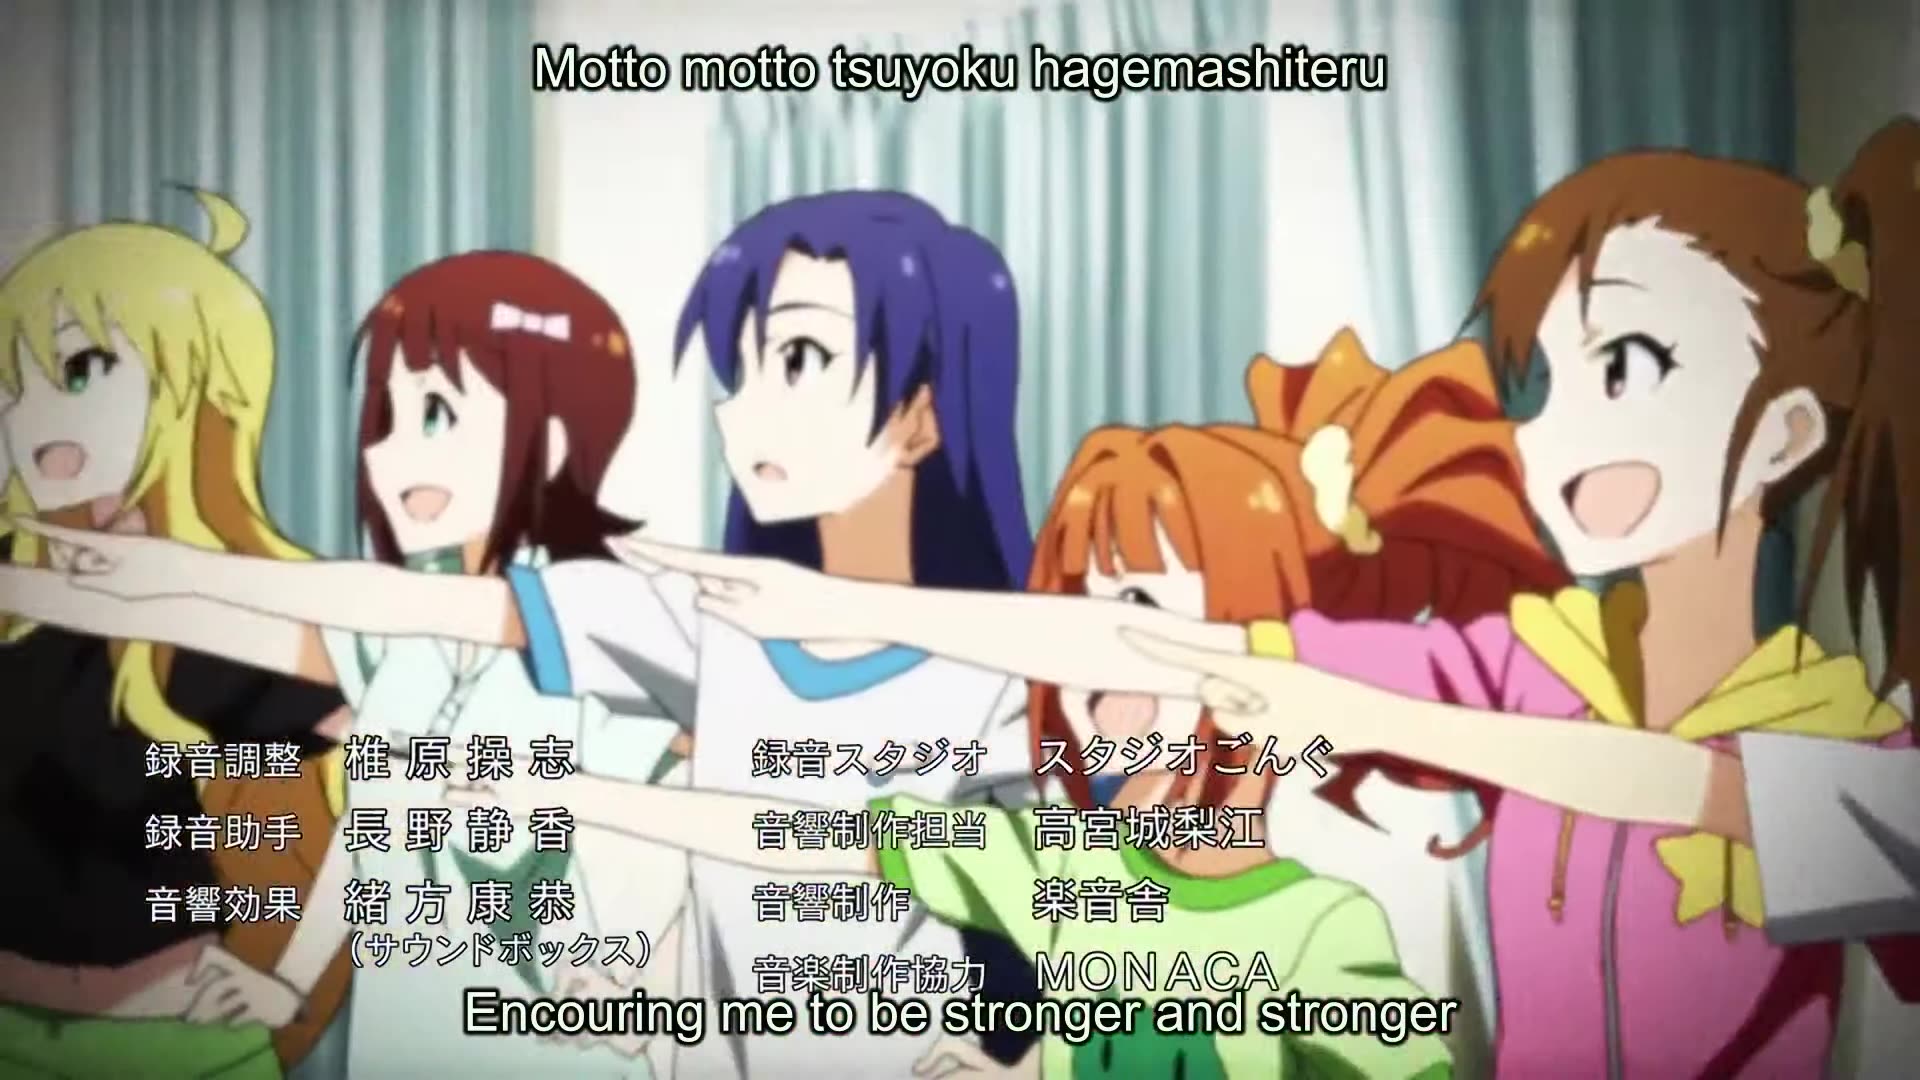 Motto motto tsuyoku hagemashiteru
録音調整 椎原操志
録音助手 長野静香
音響効果 緒方康恭
(サウンドボックス)
録音スタジオ スタジオごんぐ
音響制作担当 高宮城梨江
音響制作 楽音舎
音楽制作協力 MONACA
Encouring me to be stronger and stronger